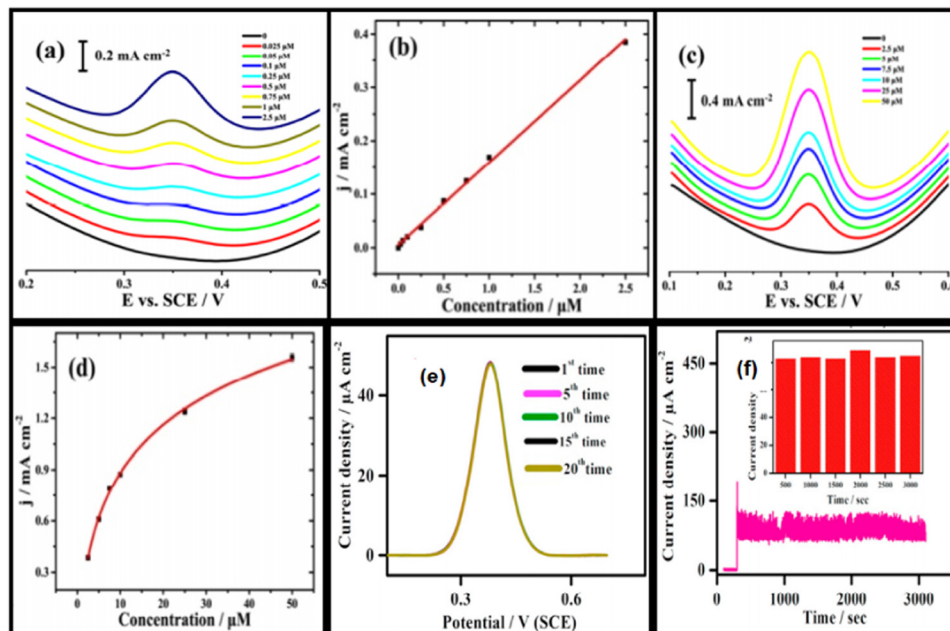 (a)
0.2 mA cm-2
0
0.025 μM
0.05 μM
0.1 μM
0.25 μM
0.5 μM
0.75 μM
1 μM
2.5 μM
0.2 0.3 0.4 0.5
E vs. SCE / V
(b)
j / mA cm-2
0.4
0.3
0.2
0.1
0.0
0.0 0.5 1.0 1.5 2.0 2.5
Concentration / μM
(c)
0.4 mA cm-2
0
2.5 μM
5 μM
7.5 μM
10 μM
25 μM
50 μM
0.1 0.2 0.3 0.4 0.5
E vs. SCE / V
(d)
j / mA cm-2
1.5
1.2
0.9
0.6
0.3
0 10 20 30 40 50
Concentration / μM
(e)
Current density / μA cm-2
40
20
0
1st time
5th time
10th time
15th time
20th time
0.3 0.6
Potential / V (SCE)
(f)
Current density / μA cm-2
450
300
150
0
0 1000 2000 3000
Time / sec
Current density
80
60
40
20
0
500 1000 1500 2000 2500 3000
Time / sec